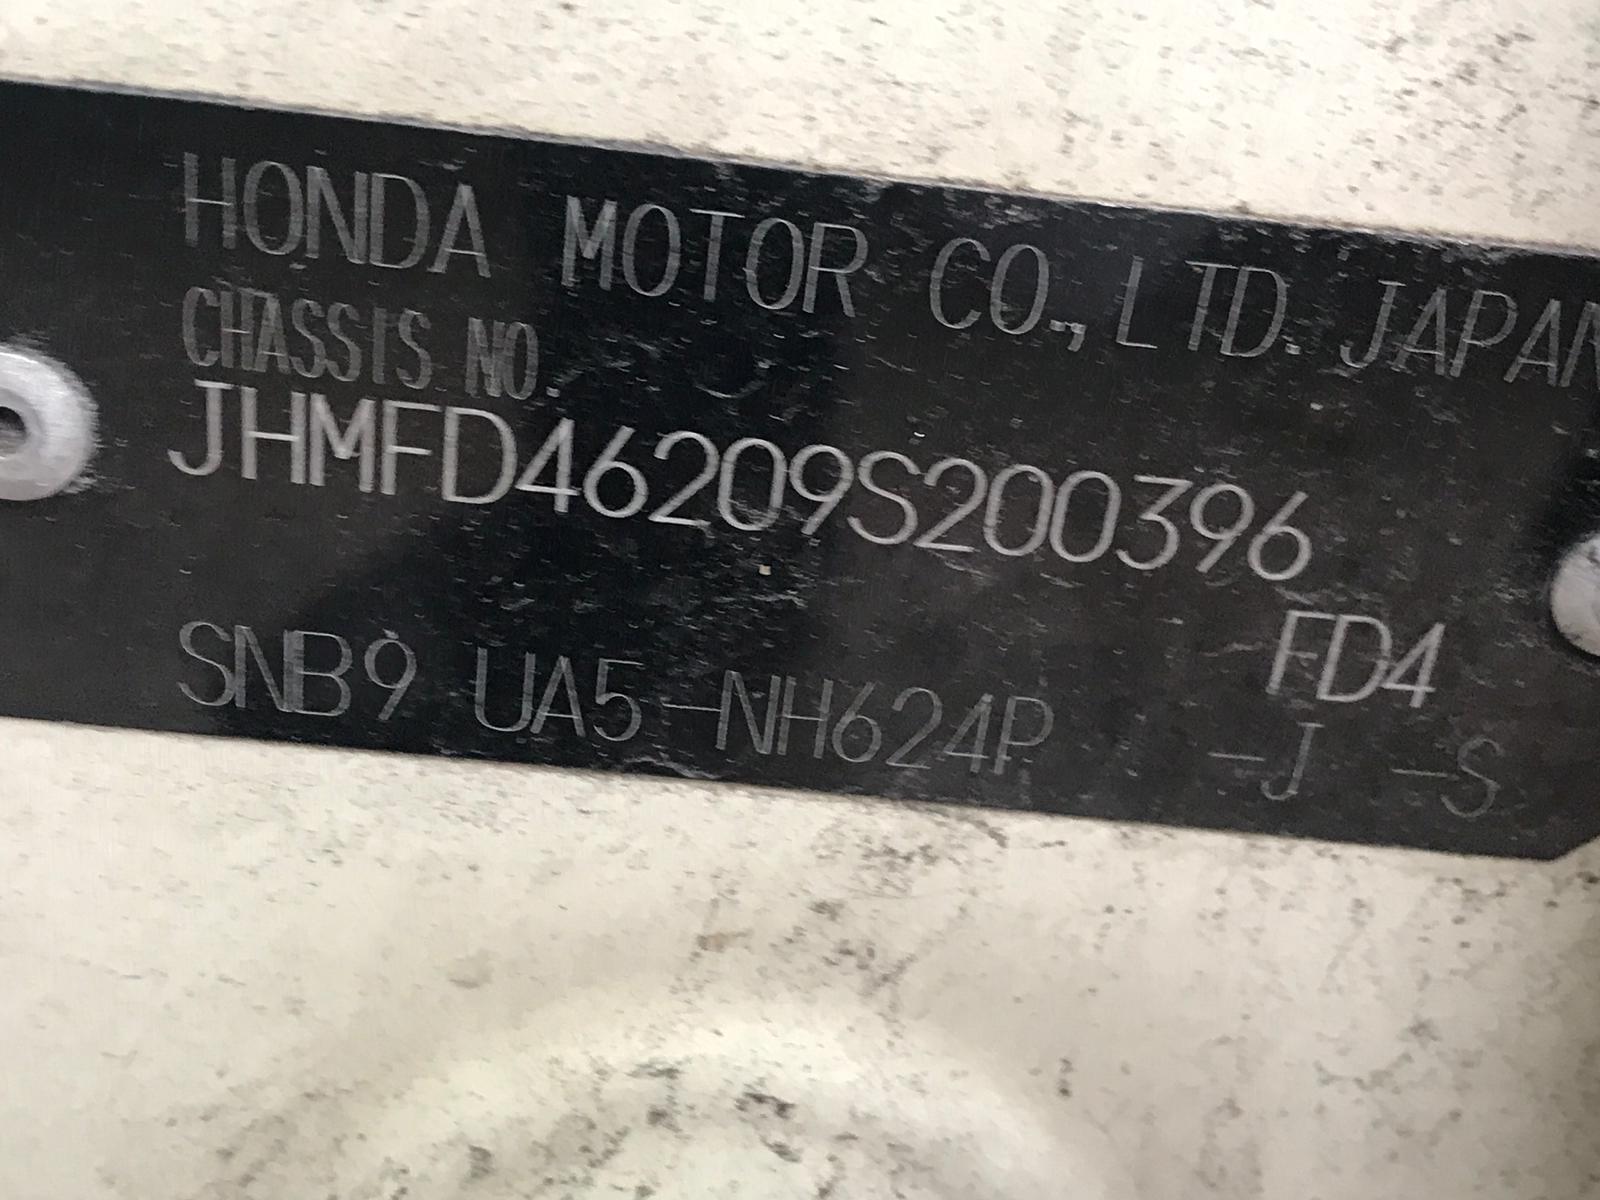 HONDA MOTOR CO., LTD. JAPAN
CHASSIS NO.
JHMFD46209S200396
FD4
SNB9 UA5-NH624P -J -S